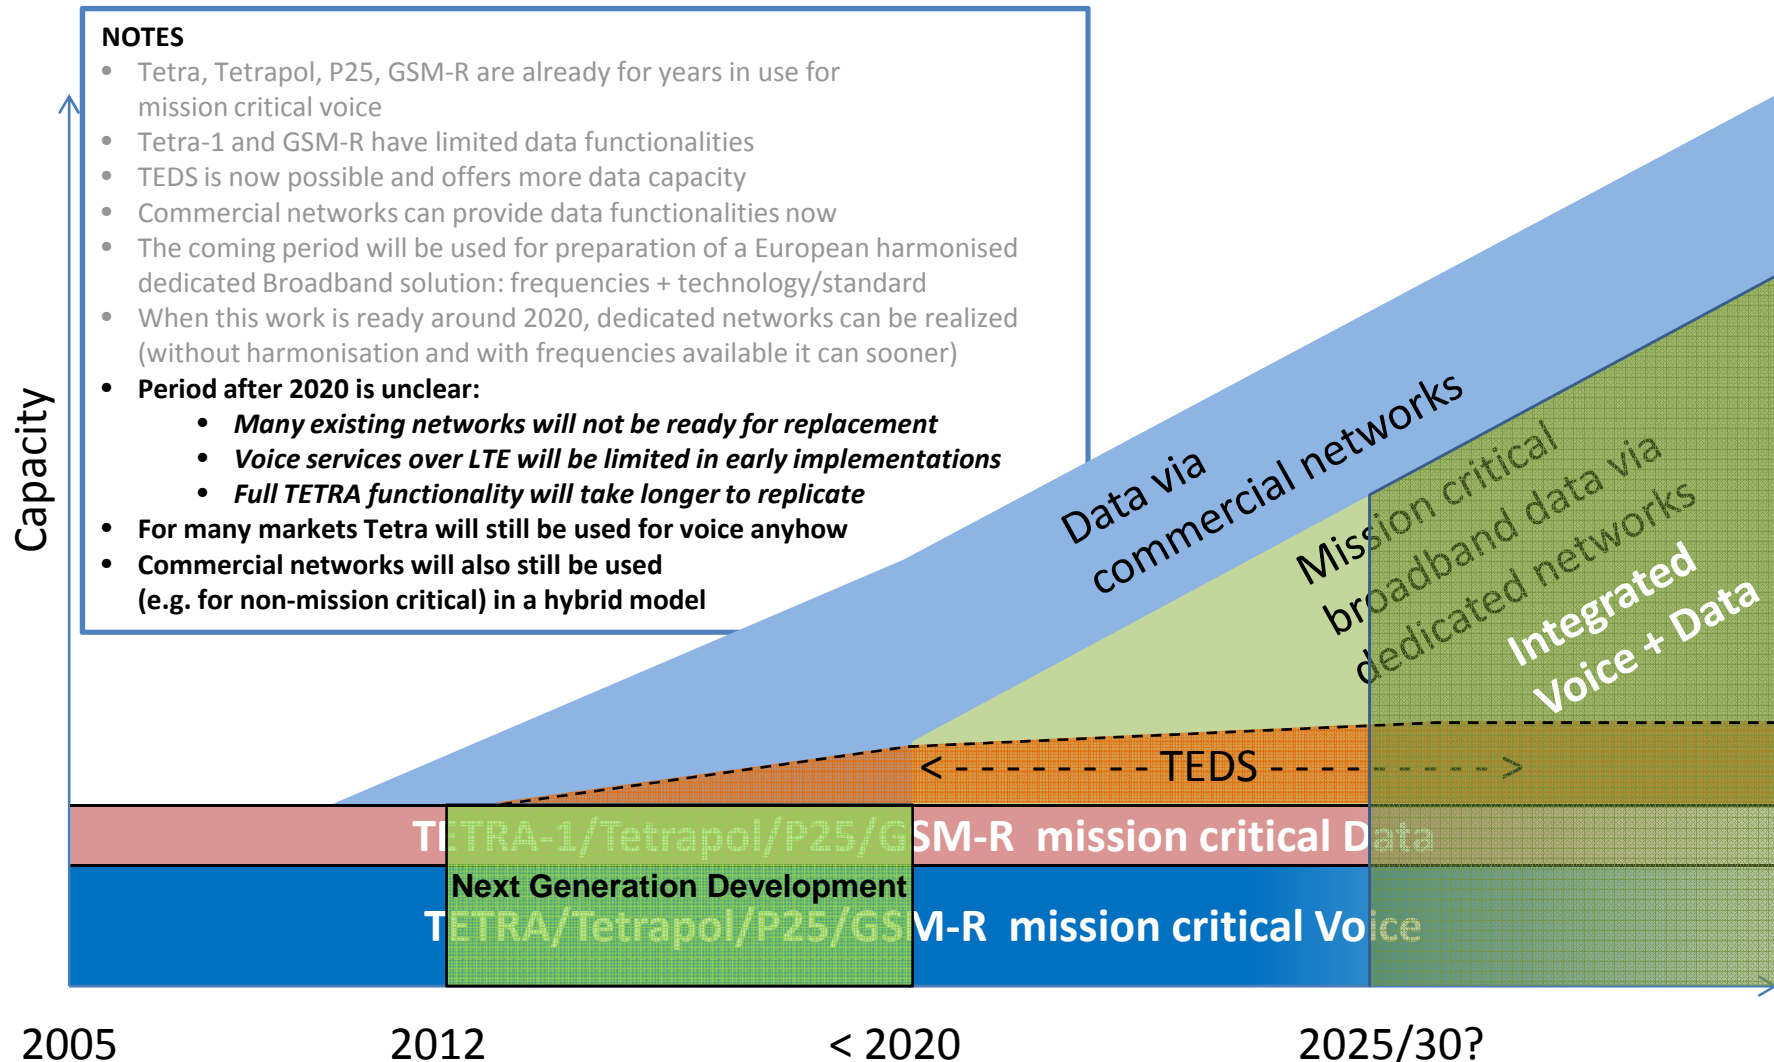 NOTES
• Tetra, Tetrapol, P25, GSM-R are already for years in use for
mission critical voice
• Tetra-1 and GSM-R have limited data functionalities
• TEDS is now possible and offers more data capacity
• Commercial networks can provide data functionalities now
• The coming period will be used for preparation of a European harmonised
dedicated Broadband solution: frequencies + technology/standard
• When this work is ready around 2020, dedicated networks can be realized
(without harmonisation and with frequencies available it can sooner)
• Period after 2020 is unclear:
• Many existing networks will not be ready for replacement
• Voice services over LTE will be limited in early implementations
• Full TETRA functionality will take longer to replicate
• For many markets Tetra will still be used for voice anyhow
• Commercial networks will also still be used
(e.g. for non-mission critical) in a hybrid model
Capacity
Data via
commercial networks
Mission critical
broadband data via
dedicated networks
Integrated
Voice + Data
< - - - - - - - - TEDS - - - - - - - - - - >
TETRA-1/Tetrapol/P25/GSM-R mission critical Data
Next Generation Development
TETRA/Tetrapol/P25/GSM-R mission critical Voice
2005
2012
< 2020
2025/30?